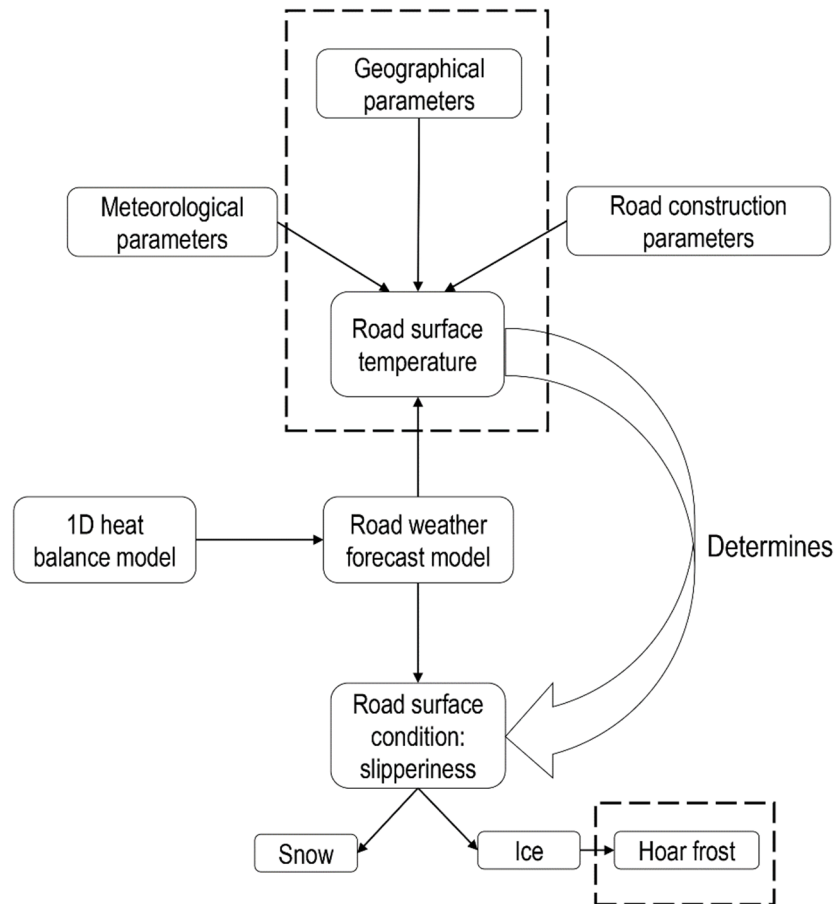 Geographical
parameters
Meteorological
parameters
Road construction
parameters
Road surface
temperature
1D heat
balance model
Road weather
forecast model
Determines
Road surface
condition:
slipperiness
Snow
Ice
Hoar frost